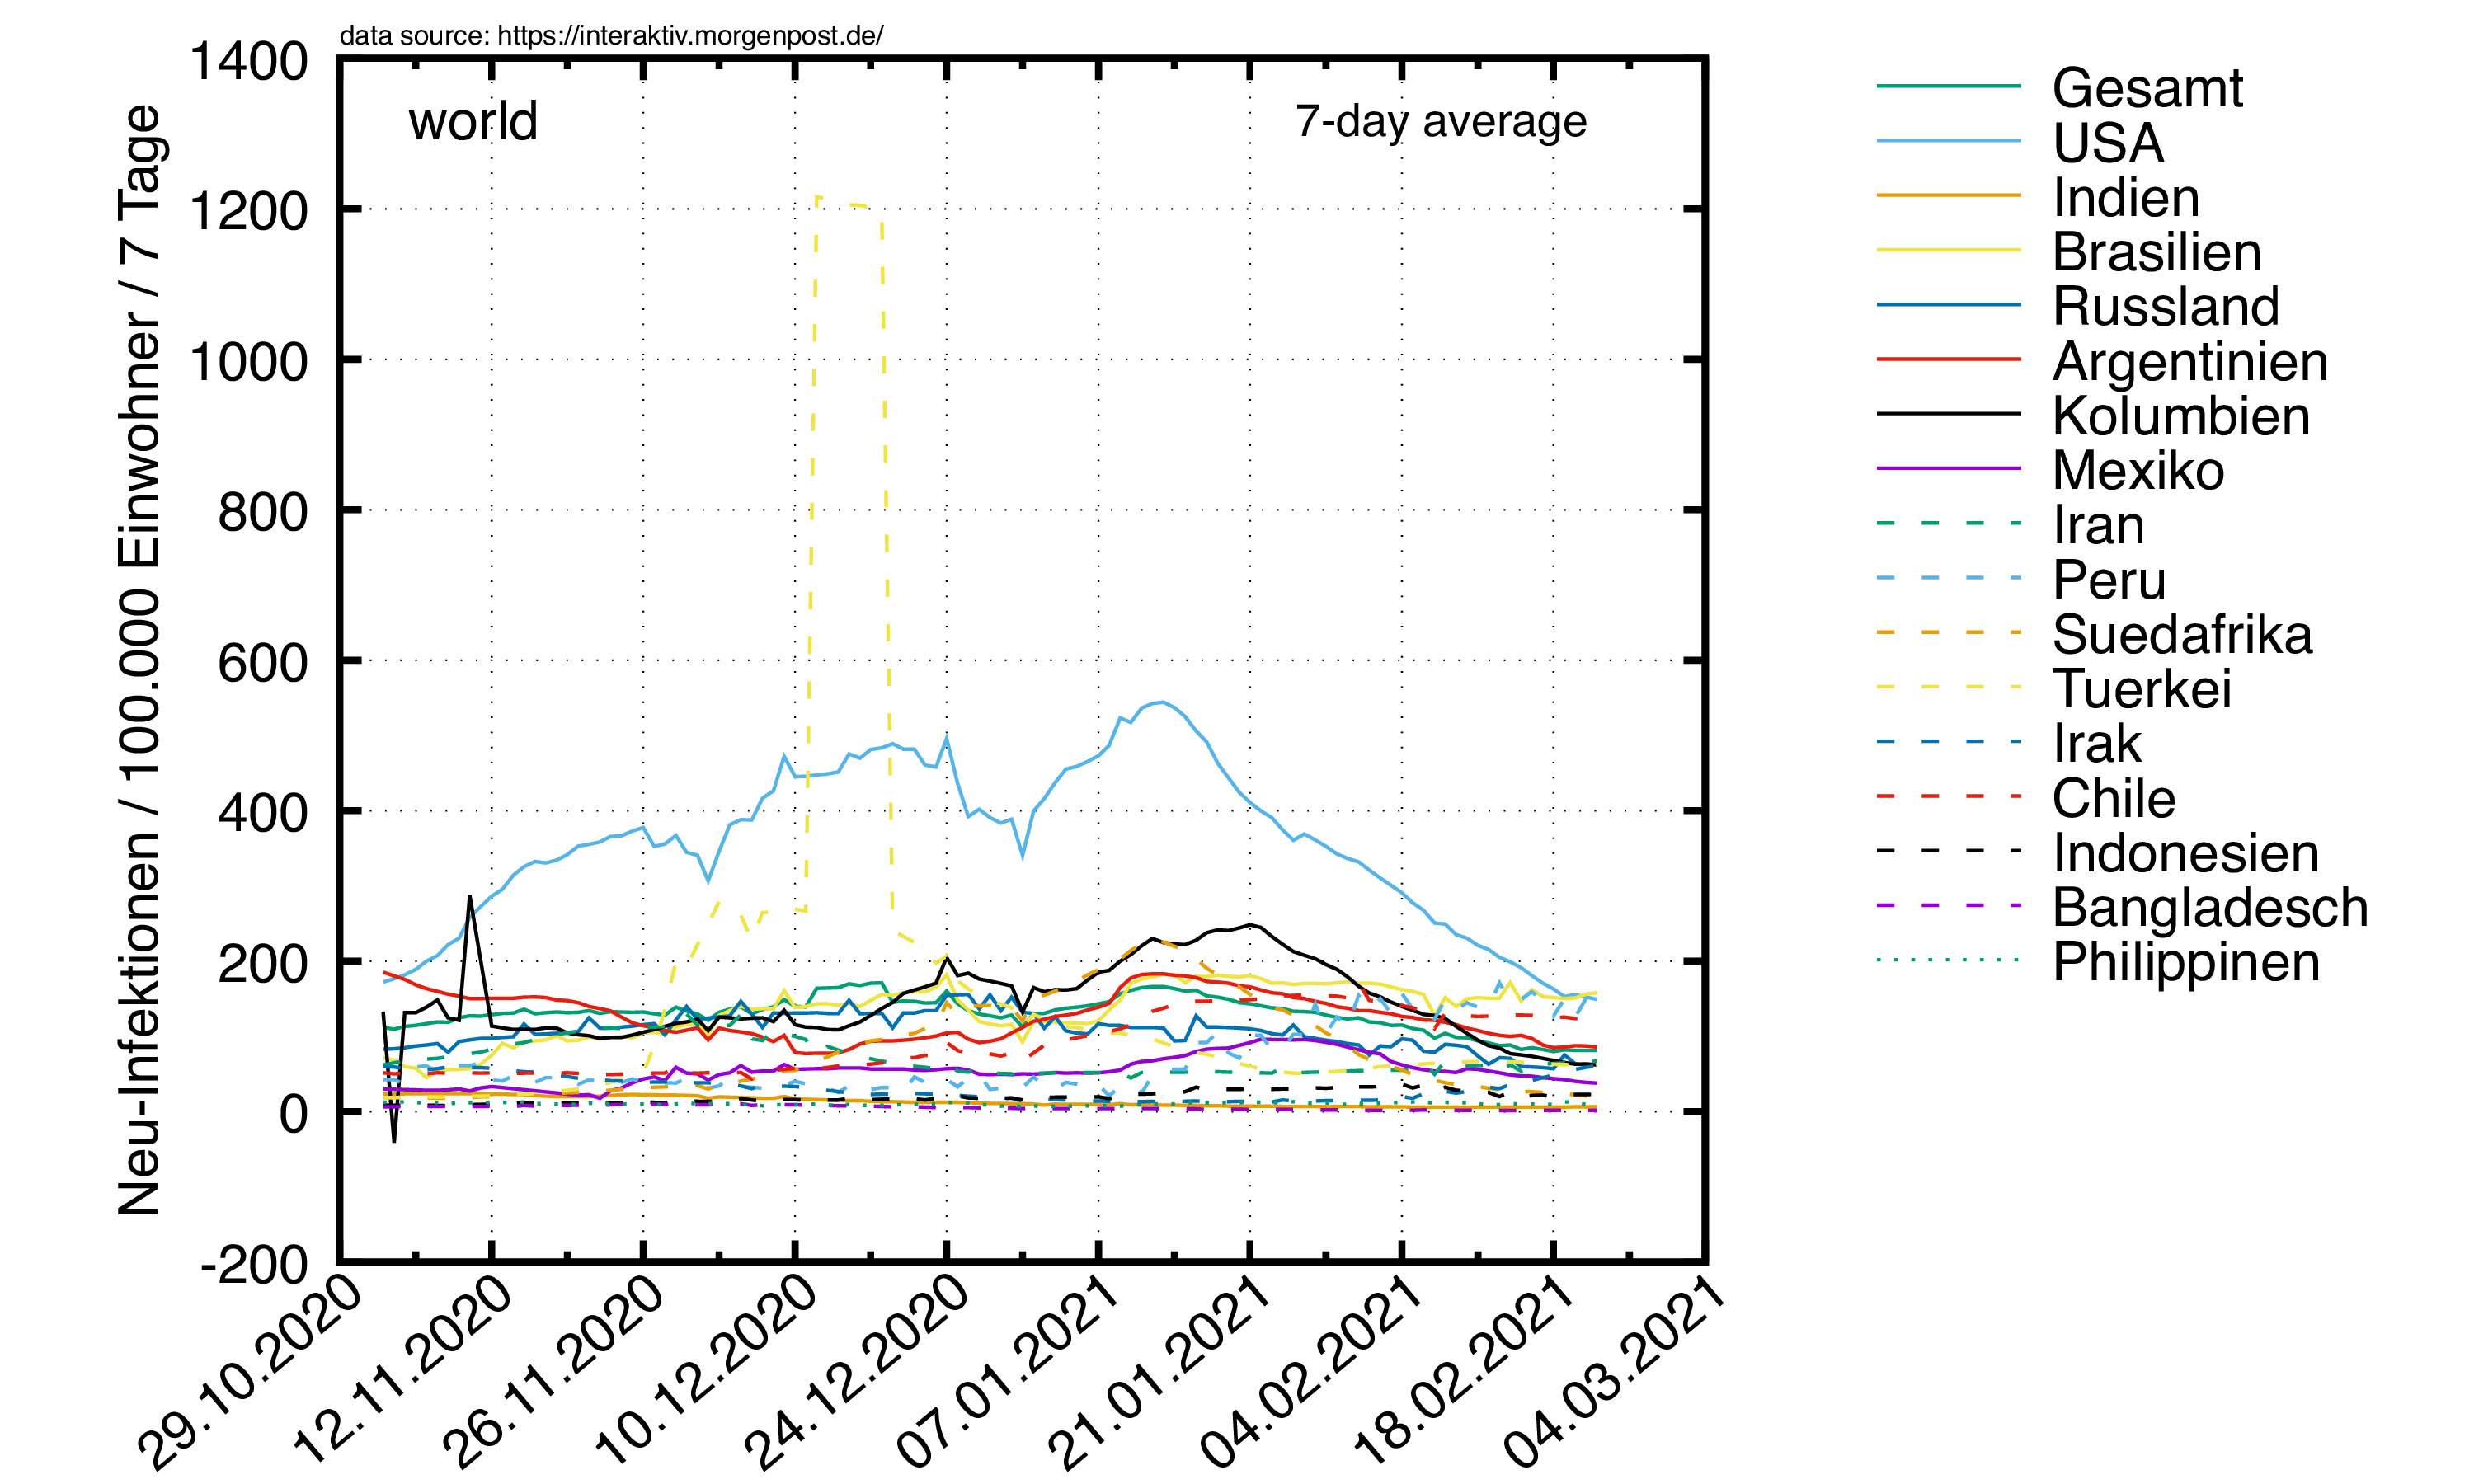 data source: https://interaktiv.morgenpost.de/
world
7-day average
Neu-Infektionen / 100.000 Einwohner / 7 Tage
1400
1200
1000
800
600
400
200
0
-200
29.10.2020
12.11.2020
26.11.2020
10.12.2020
24.12.2020
07.01.2021
21.01.2021
04.02.2021
18.02.2021
04.03.2021
Gesamt
USA
Indien
Brasilien
Russland
Argentinien
Kolumbien
Mexiko
Iran
Peru
Suedafrika
Tuerkei
Irak
Chile
Indonesien
Bangladesch
Philippinen